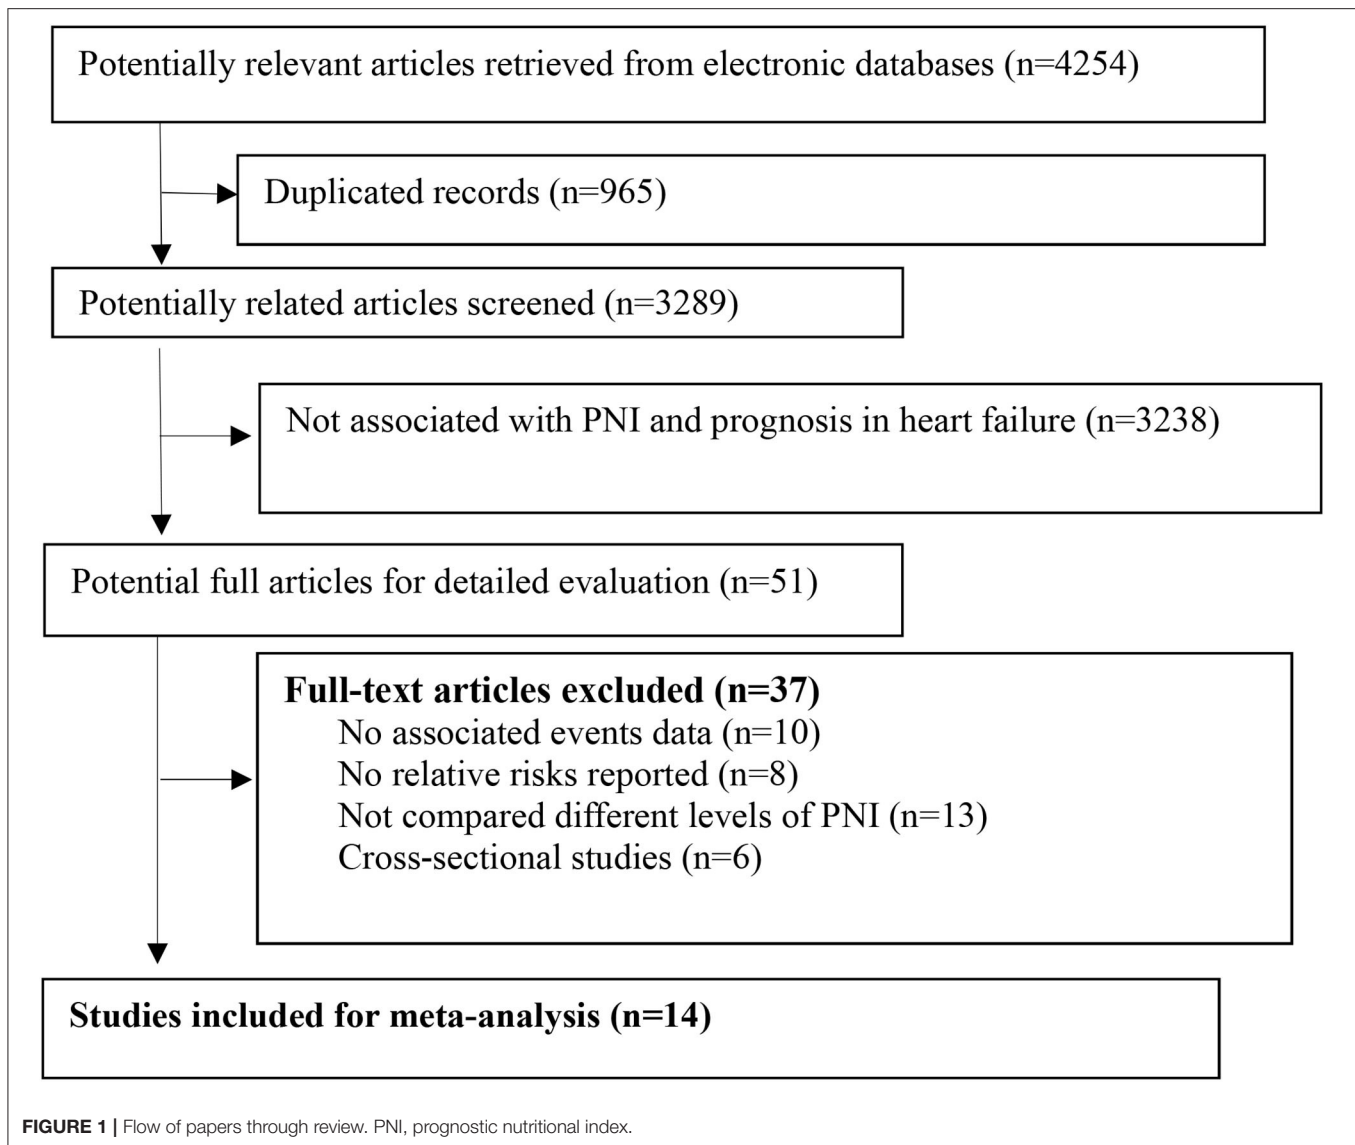 Potentially relevant articles retrieved from electronic databases (n=4254)
Duplicated records (n=965)
Potentially related articles screened (n=3289)
Not associated with PNI and prognosis in heart failure (n=3238)
Potential full articles for detailed evaluation (n=51)
Full-text articles excluded (n=37)
No associated events data (n=10)
No relative risks reported (n=8)
Not compared different levels of PNI (n=13)
Cross-sectional studies (n=6)
Studies included for meta-analysis (n=14)
FIGURE 1 | Flow of papers through review. PNI, prognostic nutritional index.